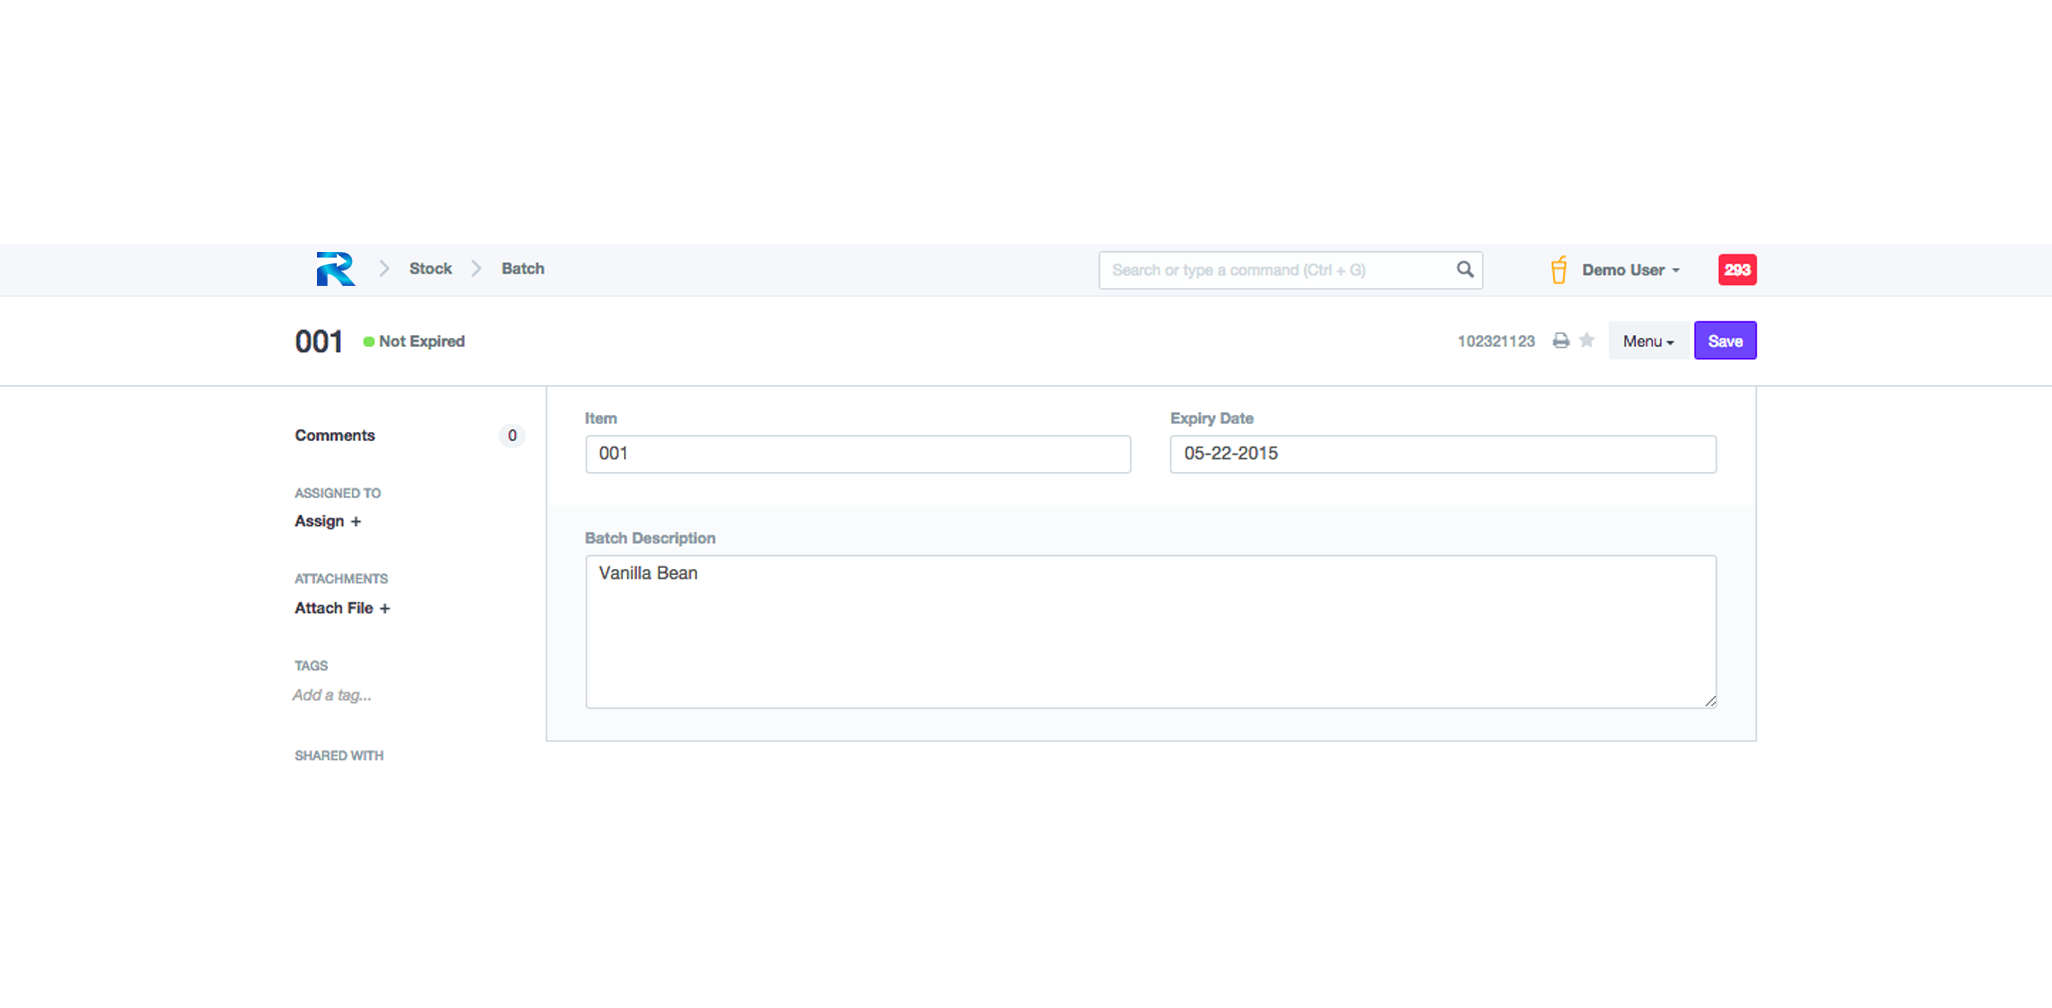 Stock
Batch
Search or type a command (Ctrl + G)
Demo User
293
001
Not Expired
102321123
Menu
Save
Comments
0
ASSIGNED TO
Assign +
ATTACHMENTS
Attach File +
TAGS
Add a tag...
SHARED WITH
Item
001
Expiry Date
05-22-2015
Batch Description
Vanilla Bean